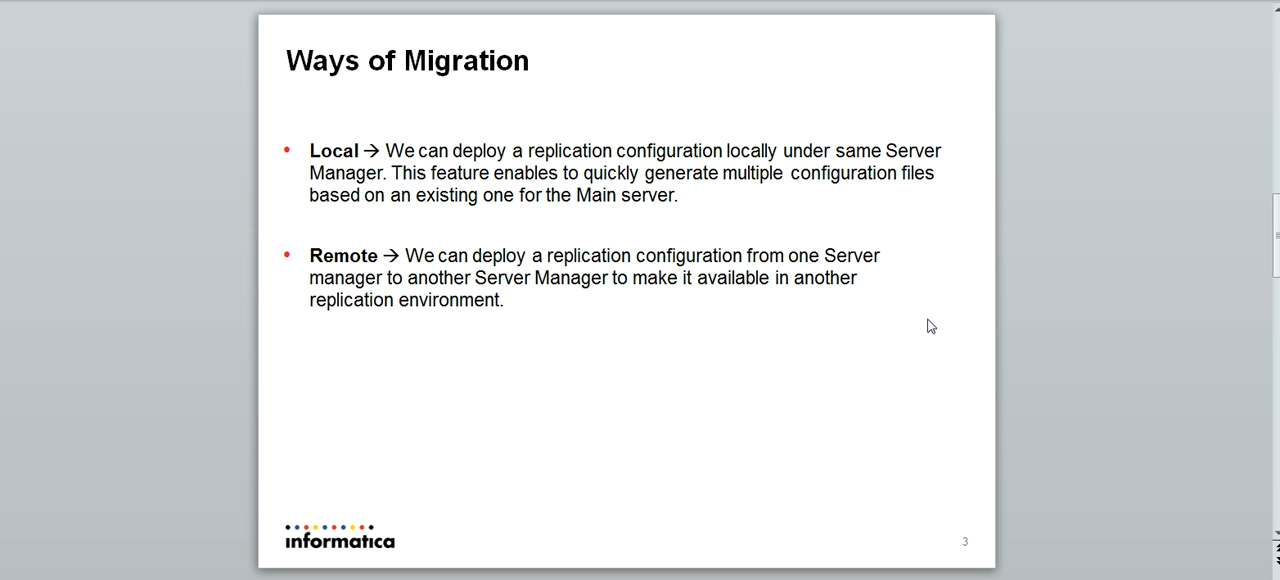 Ways of Migration
• Local → We can deploy a replication configuration locally under same Server
Manager. This feature enables to quickly generate multiple configuration files
based on an existing one for the Main server.
• Remote → We can deploy a replication configuration from one Server
manager to another Server Manager to make it available in another
replication environment.
informatica
3